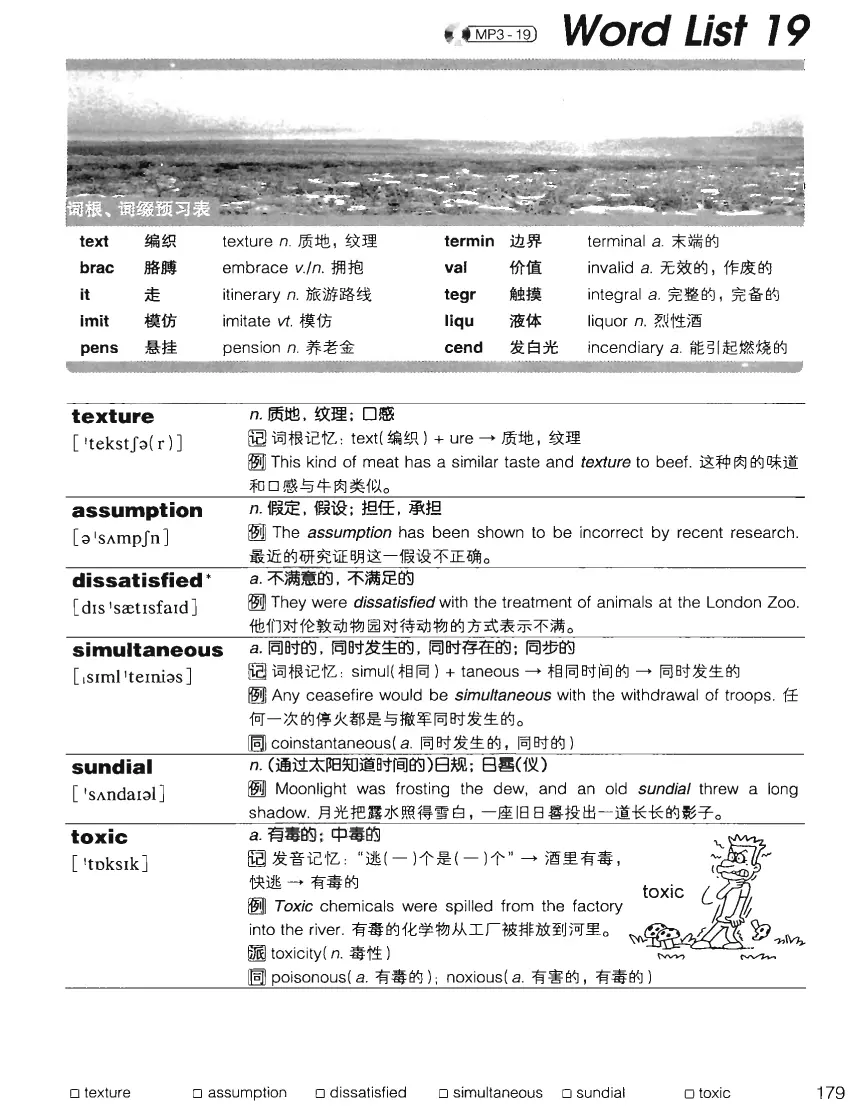 MP3-19 Word List 19
词根、词缀预习表
text 编织 texture n. 质地，纹理 termin 边界 terminal a. 末端的
brac 胳膊 embrace v./n. 拥抱 val 价值 invalid a. 无效的，作废的
it 走 itinerary n. 旅游路线 tegr 触摸 integral a. 完整的，完备的
imit 模仿 imitate vt. 模仿 liqu 液体 liquor n. 烈性酒
pens 悬挂 pension n. 养老金 cend 发白光 incendiary a. 能引起燃烧的
texture n. 质地，纹理；口感
[ˈtekstʃə(r)] 记 词根记忆：text(编织) + ure → 质地，纹理
例 This kind of meat has a similar taste and texture to beef. 这种肉的味道
和口感与牛肉类似。
assumption n. 假定，假设；担任，承担
[əˈsʌmpʃn] 例 The assumption has been shown to be incorrect by recent research.
最近的研究证明这一假设不正确。
dissatisfied* a. 不满意的，不满足的
[dɪsˈsætɪsfaɪd] 例 They were dissatisfied with the treatment of animals at the London Zoo.
他们对伦敦动物园对待动物的方式表示不满。
simultaneous a. 同时的，同时发生的，同时存在的；同步的
[ˌsɪmlˈteɪniəs] 记 词根记忆：simul(相同) + taneous → 相同时间的 → 同时发生的
例 Any ceasefire would be simultaneous with the withdrawal of troops. 任
何一次的停火都是与撤军同时发生的。
同 coinstantaneous(a. 同时发生的，同时的)
sundial n. (通过太阳知道时间的)日规；日晷(仪)
[ˈsʌndaɪəl] 例 Moonlight was frosting the dew, and an old sundial threw a long
shadow. 月光把露水照得雪白，一座旧日晷投出一道长长的影子。
toxic a. 有毒的；中毒的
[ˈtɒksɪk] 记 发音记忆：“逃(一)个是(一)个” → 酒里有毒，
快逃 → 有毒的
toxic
例 Toxic chemicals were spilled from the factory
into the river. 有毒的化学物从工厂被排放到河里。
派 toxicity(n. 毒性)
同 poisonous(a. 有毒的)；noxious(a. 有害的，有毒的)
□ texture □ assumption □ dissatisfied □ simultaneous □ sundial □ toxic 179